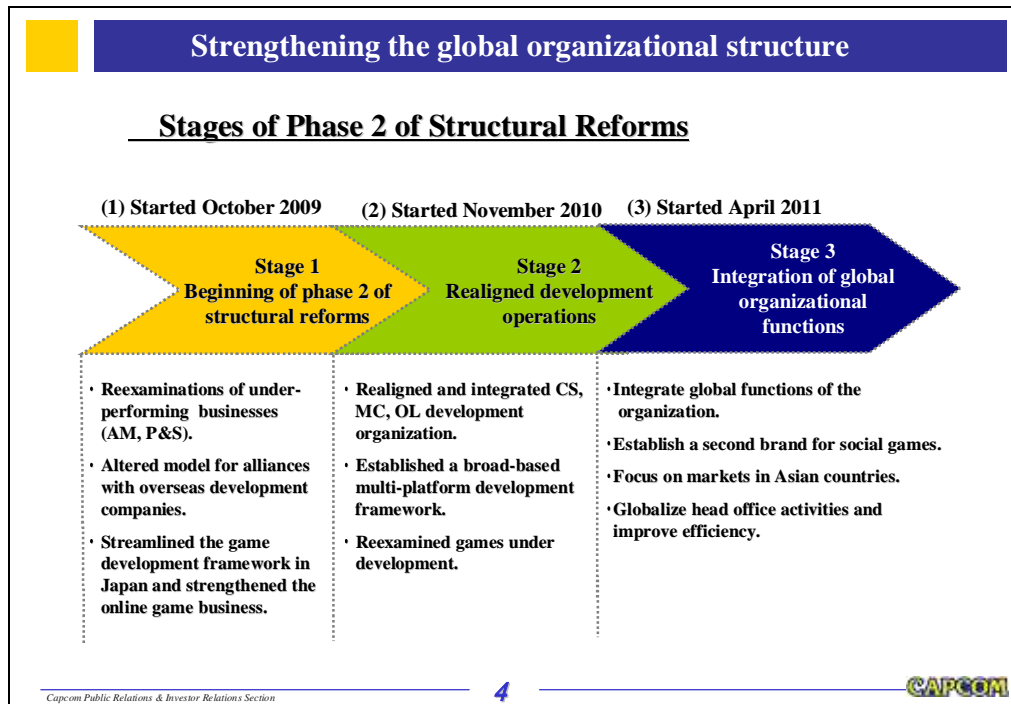 Strengthening the global organizational structure
Stages of Phase 2 of Structural Reforms
(1) Started October 2009
(2) Started November 2010
(3) Started April 2011
Stage 1
Beginning of phase 2 of
structural reforms
Stage 2
Realigned development
operations
Stage 3
Integration of global
organizational
functions
・ Reexaminations of under-
performing businesses
(AM, P&S).
・ Altered model for alliances
with overseas development
companies.
・ Streamlined the game
development framework in
Japan and strengthened the
online game business.
・ Realigned and integrated CS,
MC, OL development
organization.
・ Established a broad-based
multi-platform development
framework.
・ Reexamined games under
development.
・Integrate global functions of the
organization.
・Establish a second brand for social games.
・Focus on markets in Asian countries.
・Globalize head office activities and
improve efficiency.
Capcom Public Relations & Investor Relations Section
4
CAPCOM